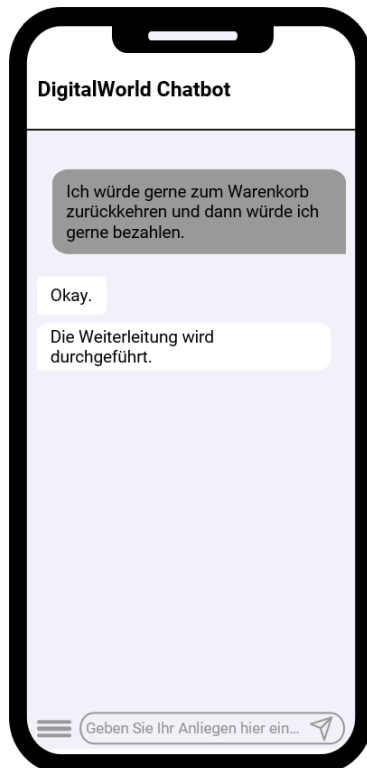 DigitalWorld Chatbot
Ich würde gerne zum Warenkorb
zurückkehren und dann würde ich
gerne bezahlen.
Okay.
Die Weiterleitung wird
durchgeführt.
Geben Sie Ihr Anliegen hier ein...